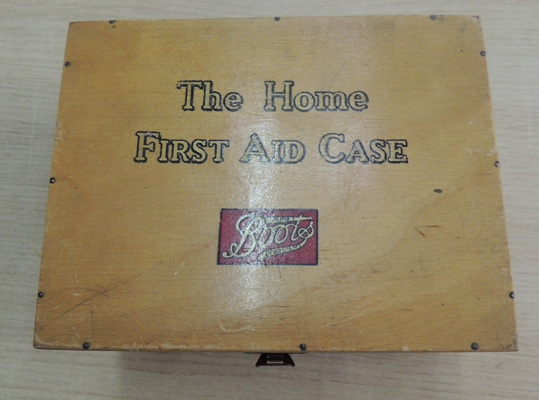 The Home
FIRST AID CASE
Boots